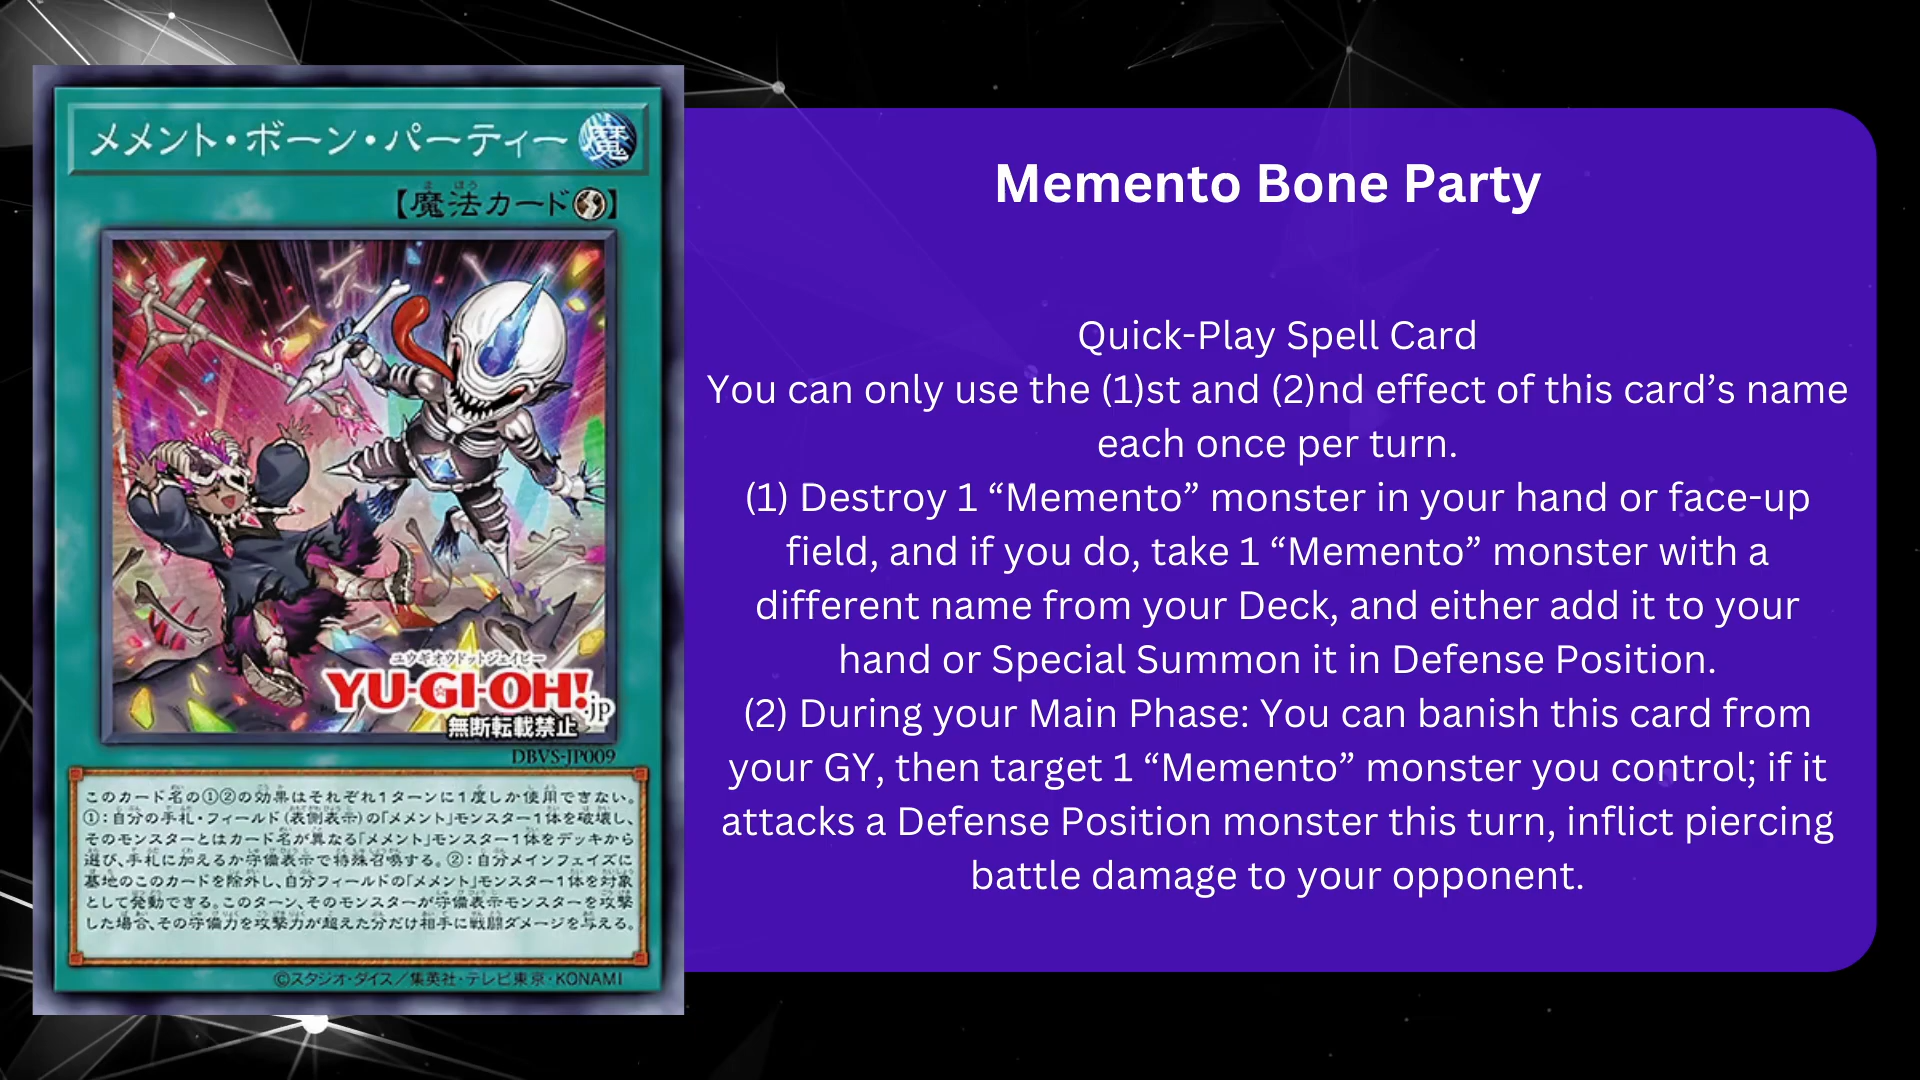 メメント・ボーン・パーティー 魔
【魔法カード】
ユウギオウドットジェイピー
YU-GI-OH!.jp
無断転載禁止
DBVS-JP009
このカード名の①②の効果はそれぞれ1ターンに1度しか使用できない。
①：自分の手札・フィールド(表側表示)の「メメント」モンスター1体を破壊し、
そのモンスターとはカード名が異なる「メメント」モンスター1体をデッキから
選び、手札に加えるか守備表示で特殊召喚する。②：自分メインフェイズに
墓地のこのカードを除外し、自分フィールドの「メメント」モンスター1体を対象
として発動できる。このターン、そのモンスターが守備表示モンスターを攻撃
した場合、その守備力を攻撃力が超えた分だけ相手に戦闘ダメージを与える。
©スタジオ・ダイス／集英社・テレビ東京・KONAMI
Memento Bone Party
Quick-Play Spell Card
You can only use the (1)st and (2)nd effect of this card’s name
each once per turn.
(1) Destroy 1 “Memento” monster in your hand or face-up
field, and if you do, take 1 “Memento” monster with a
different name from your Deck, and either add it to your
hand or Special Summon it in Defense Position.
(2) During your Main Phase: You can banish this card from
your GY, then target 1 “Memento” monster you control; if it
attacks a Defense Position monster this turn, inflict piercing
battle damage to your opponent.